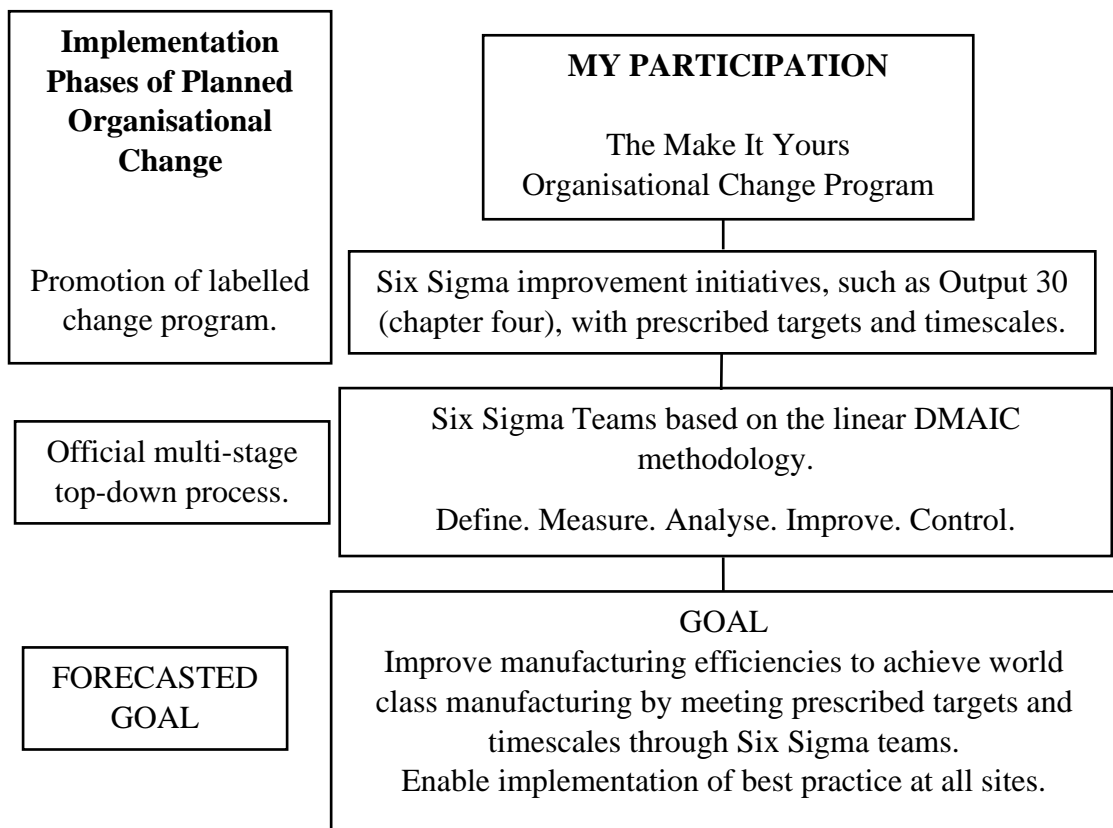 Implementation
Phases of Planned
Organisational
Change
Promotion of labelled
change program.
MY PARTICIPATION
The Make It Yours
Organisational Change Program
Six Sigma improvement initiatives, such as Output 30
(chapter four), with prescribed targets and timescales.
Official multi-stage
top-down process.
Six Sigma Teams based on the linear DMAIC
methodology.
Define. Measure. Analyse. Improve. Control.
FORECASTED
GOAL
GOAL
Improve manufacturing efficiencies to achieve world
class manufacturing by meeting prescribed targets and
timescales through Six Sigma teams.
Enable implementation of best practice at all sites.